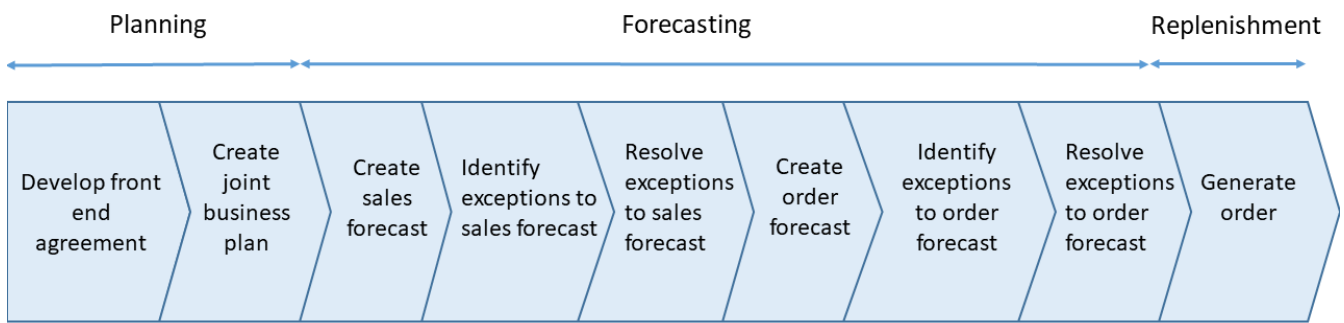 Planning
Forecasting
Replenishment
Develop front
end
agreement
Create
joint
business
plan
Create
sales
forecast
Identify
exceptions to
sales forecast
Resolve
exceptions
to sales
forecast
Create
order
forecast
Identify
exceptions
to order
forecast
Resolve
exceptions
to order
forecast
Generate
order